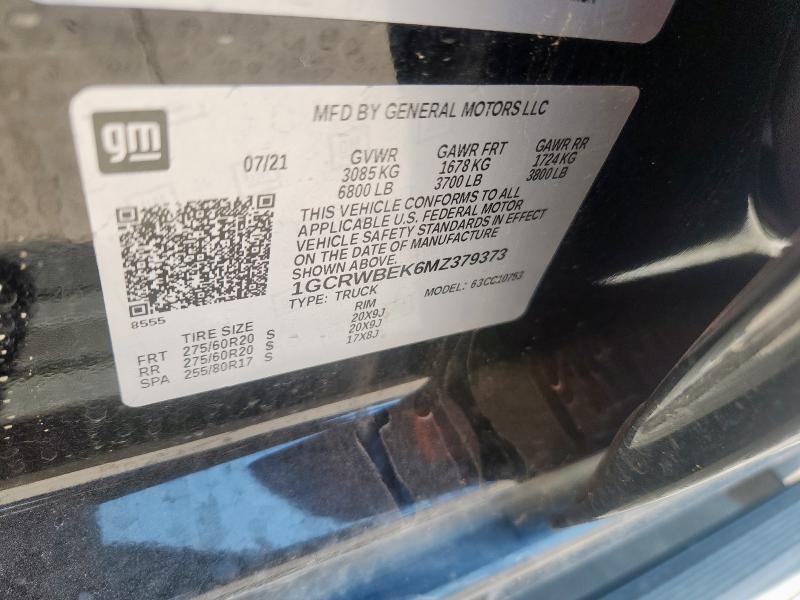 gm
MFD BY GENERAL MOTORS LLC
07/21
GVWR GAWR FRT GAWR RR
3085 KG 1678 KG 1724 KG
6800 LB 3700 LB 3800 LB
THIS VEHICLE CONFORMS TO ALL
APPLICABLE U.S. FEDERAL MOTOR
VEHICLE SAFETY STANDARDS IN EFFECT
ON THE DATE OF MANUFACTURE
SHOWN ABOVE.
1GCRWBEK6MZ379373
TYPE: TRUCK MODEL: 63CC10753
8555
TIRE SIZE RIM
FRT 275/60R20 S 20X9J
RR 275/60R20 S 20X9J
SPA 255/80R17 S 17X8J